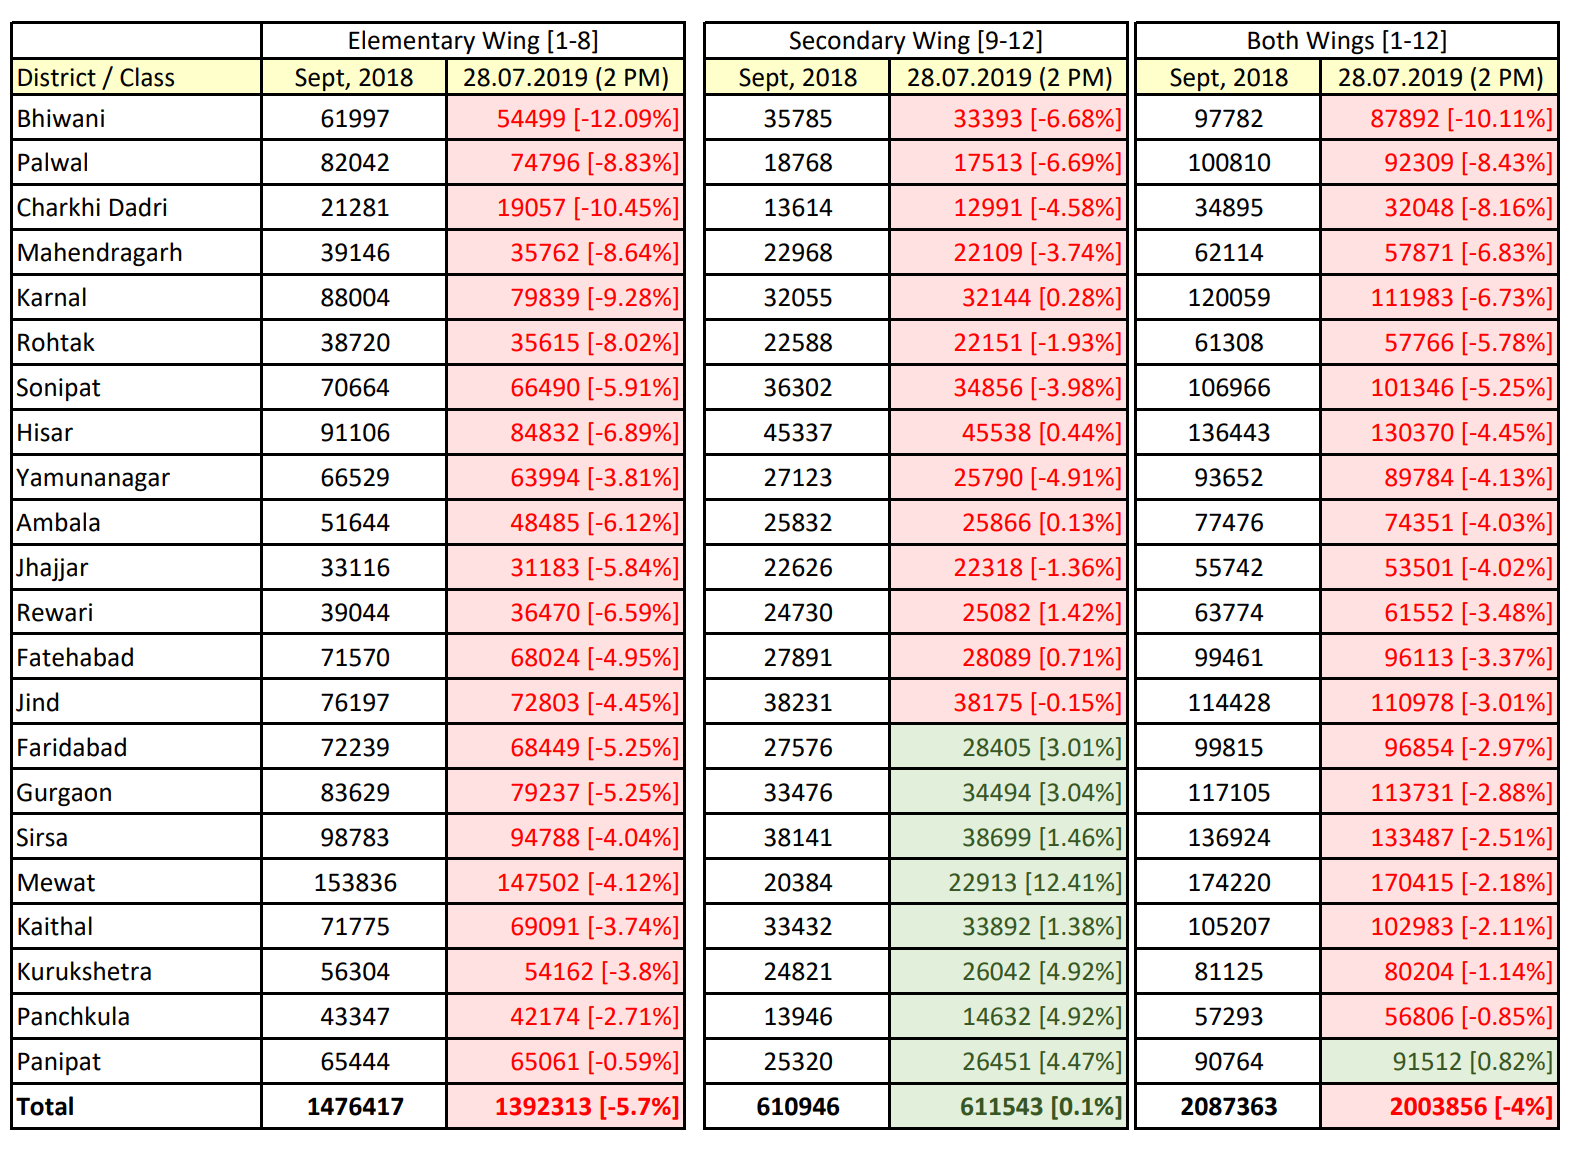 Elementary Wing [1-8] Secondary Wing [9-12] Both Wings [1-12]
District / Class Sept, 2018 28.07.2019 (2 PM) Sept, 2018 28.07.2019 (2 PM) Sept, 2018 28.07.2019 (2 PM)
Bhiwani 61997 54499 [-12.09%] 35785 33393 [-6.68%] 97782 87892 [-10.11%]
Palwal 82042 74796 [-8.83%] 18768 17513 [-6.69%] 100810 92309 [-8.43%]
Charkhi Dadri 21281 19057 [-10.45%] 13614 12991 [-4.58%] 34895 32048 [-8.16%]
Mahendragarh 39146 35762 [-8.64%] 22968 22109 [-3.74%] 62114 57871 [-6.83%]
Karnal 88004 79839 [-9.28%] 32055 32144 [0.28%] 120059 111983 [-6.73%]
Rohtak 38720 35615 [-8.02%] 22588 22151 [-1.93%] 61308 57766 [-5.78%]
Sonipat 70664 66490 [-5.91%] 36302 34856 [-3.98%] 106966 101346 [-5.25%]
Hisar 91106 84832 [-6.89%] 45337 45538 [0.44%] 136443 130370 [-4.45%]
Yamunanagar 66529 63994 [-3.81%] 27123 25790 [-4.91%] 93652 89784 [-4.13%]
Ambala 51644 48485 [-6.12%] 25832 25866 [0.13%] 77476 74351 [-4.03%]
Jhajjar 33116 31183 [-5.84%] 22626 22318 [-1.36%] 55742 53501 [-4.02%]
Rewari 39044 36470 [-6.59%] 24730 25082 [1.42%] 63774 61552 [-3.48%]
Fatehabad 71570 68024 [-4.95%] 27891 28089 [0.71%] 99461 96113 [-3.37%]
Jind 76197 72803 [-4.45%] 38231 38175 [-0.15%] 114428 110978 [-3.01%]
Faridabad 72239 68449 [-5.25%] 27576 28405 [3.01%] 99815 96854 [-2.97%]
Gurgaon 83629 79237 [-5.25%] 33476 34494 [3.04%] 117105 113731 [-2.88%]
Sirsa 98783 94788 [-4.04%] 38141 38699 [1.46%] 136924 133487 [-2.51%]
Mewat 153836 147502 [-4.12%] 20384 22913 [12.41%] 174220 170415 [-2.18%]
Kaithal 71775 69091 [-3.74%] 33432 33892 [1.38%] 105207 102983 [-2.11%]
Kurukshetra 56304 54162 [-3.8%] 24821 26042 [4.92%] 81125 80204 [-1.14%]
Panchkula 43347 42174 [-2.71%] 13946 14632 [4.92%] 57293 56806 [-0.85%]
Panipat 65444 65061 [-0.59%] 25320 26451 [4.47%] 90764 91512 [0.82%]
Total 1476417 1392313 [-5.7%] 610946 611543 [0.1%] 2087363 2003856 [-4%]